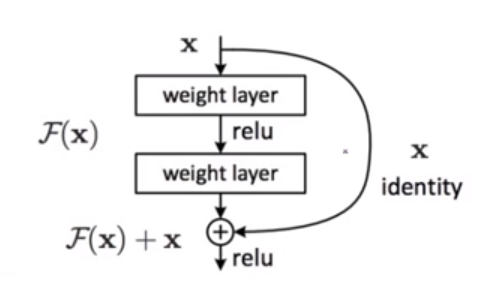 x
weight layer
relu
F(x)
x
identity
weight layer
F(x) + x
+
relu